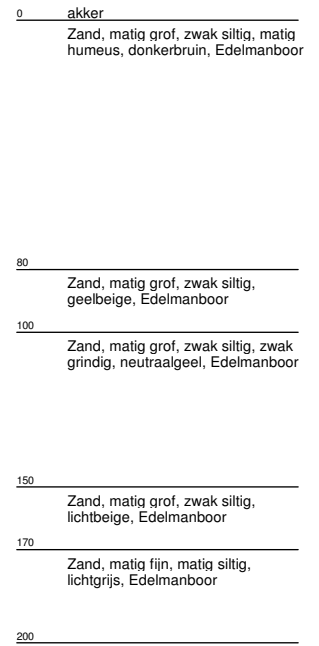 0 akker
Zand, matig grof, zwak siltig, matig
humeus, donkerbruin, Edelmanboor
80
Zand, matig grof, zwak siltig,
geelbeige, Edelmanboor
100
Zand, matig grof, zwak siltig, zwak
grindig, neutraalgeel, Edelmanboor
150
Zand, matig grof, zwak siltig,
lichtbeige, Edelmanboor
170
Zand, matig fijn, matig siltig,
lichtgrijs, Edelmanboor
200